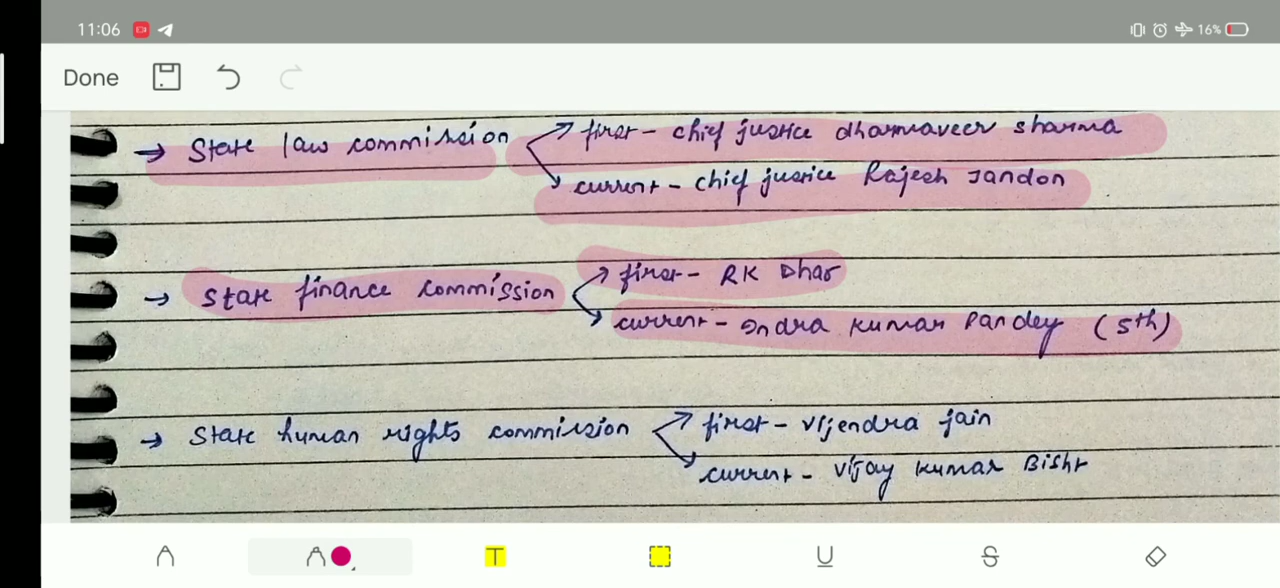 11:06
16%
Done
→ State law commission → first - chief justice dharmaveer sharma
→ current - chief justice Rajesh Tandon
→ State finance commission → first - RK Dhar
→ current - Indra kumar Pandey (5th)
→ State human rights commission → first - vijendra jain
→ current - vijay kumar Bisht
T
U
S